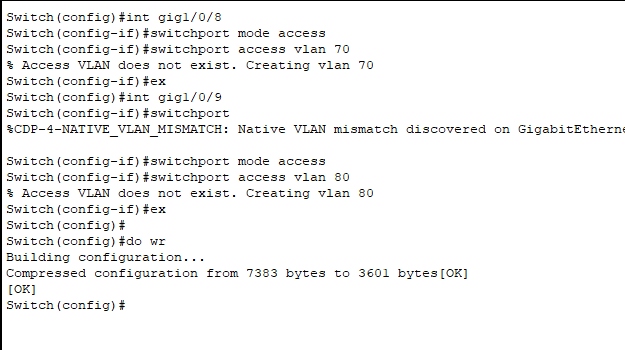 Switch(config)#int gig1/0/8
Switch(config-if)#switchport mode access
Switch(config-if)#switchport access vlan 70
% Access VLAN does not exist. Creating vlan 70
Switch(config-if)#ex
Switch(config)#int gig1/0/9
Switch(config-if)#switchport
%CDP-4-NATIVE_VLAN_MISMATCH: Native VLAN mismatch discovered on GigabitEtherne
Switch(config-if)#switchport mode access
Switch(config-if)#switchport access vlan 80
% Access VLAN does not exist. Creating vlan 80
Switch(config-if)#ex
Switch(config)#
Switch(config)#do wr
Building configuration...
Compressed configuration from 7383 bytes to 3601 bytes[OK]
[OK]
Switch(config)#